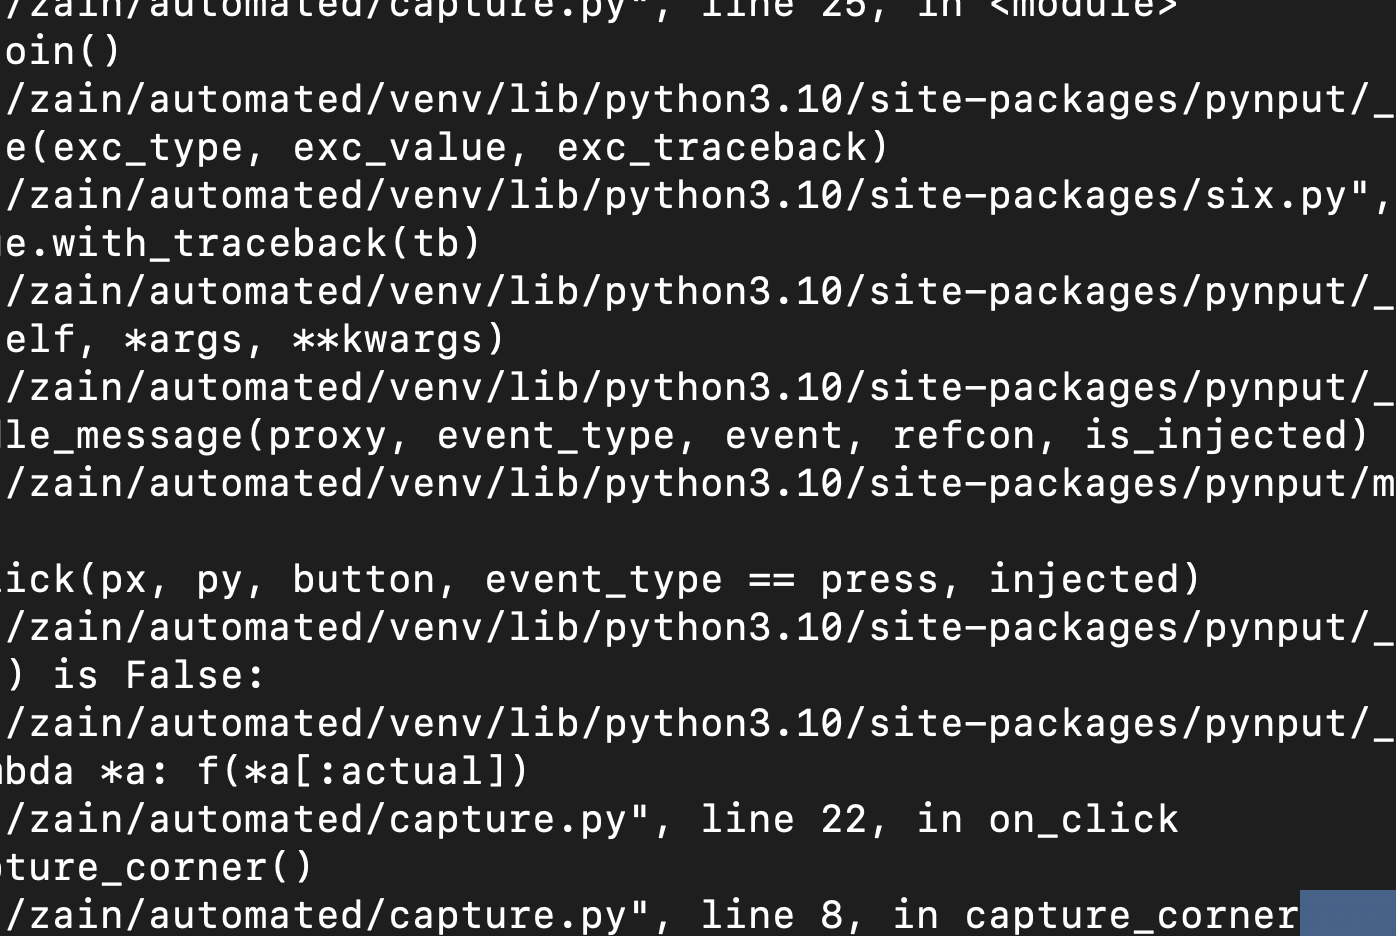 /zain/automated/capture.py", line 25, in <module>
oin()
/zain/automated/venv/lib/python3.10/site-packages/pynput/_
e(exc_type, exc_value, exc_traceback)
/zain/automated/venv/lib/python3.10/site-packages/six.py",
e.with_traceback(tb)
/zain/automated/venv/lib/python3.10/site-packages/pynput/_
elf, *args, **kwargs)
/zain/automated/venv/lib/python3.10/site-packages/pynput/_
le_message(proxy, event_type, event, refcon, is_injected)
/zain/automated/venv/lib/python3.10/site-packages/pynput/m
ick(px, py, button, event_type == press, injected)
/zain/automated/venv/lib/python3.10/site-packages/pynput/_
) is False:
/zain/automated/venv/lib/python3.10/site-packages/pynput/_
bda *a: f(*a[:actual])
/zain/automated/capture.py", line 22, in on_click
pture_corner()
/zain/automated/capture.py", line 8, in capture_corner